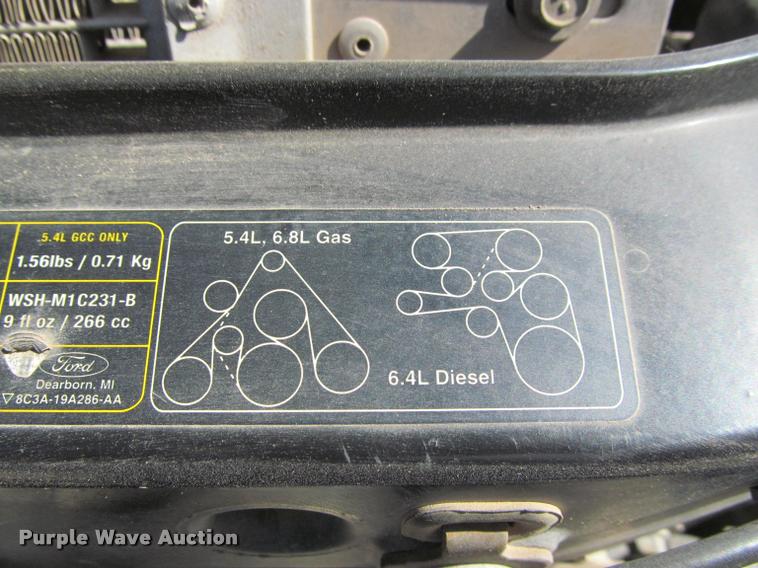 5.4L GCC ONLY
1.56lbs / 0.71 Kg
WSH-M1C231-B
9 fl oz / 266 cc
Ford
Dearborn, MI
▽8C3A-19A286-AA
5.4L, 6.8L Gas
6.4L Diesel
Purple Wave Auction